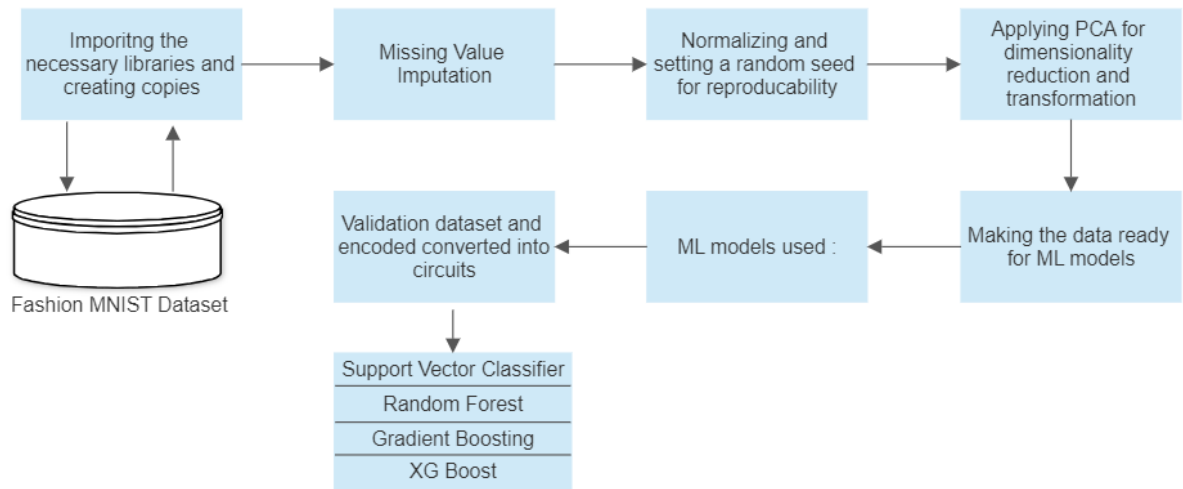 Imporitng the
necessary libraries and
creating copies
Missing Value
Imputation
Normalizing and
setting a random seed
for reproducability
Applying PCA for
dimensionality
reduction and
transformation
Fashion MNIST Dataset
Validation dataset and
encoded converted into
circuits
ML models used :
Making the data ready
for ML models
Support Vector Classifier
Random Forest
Gradient Boosting
XG Boost